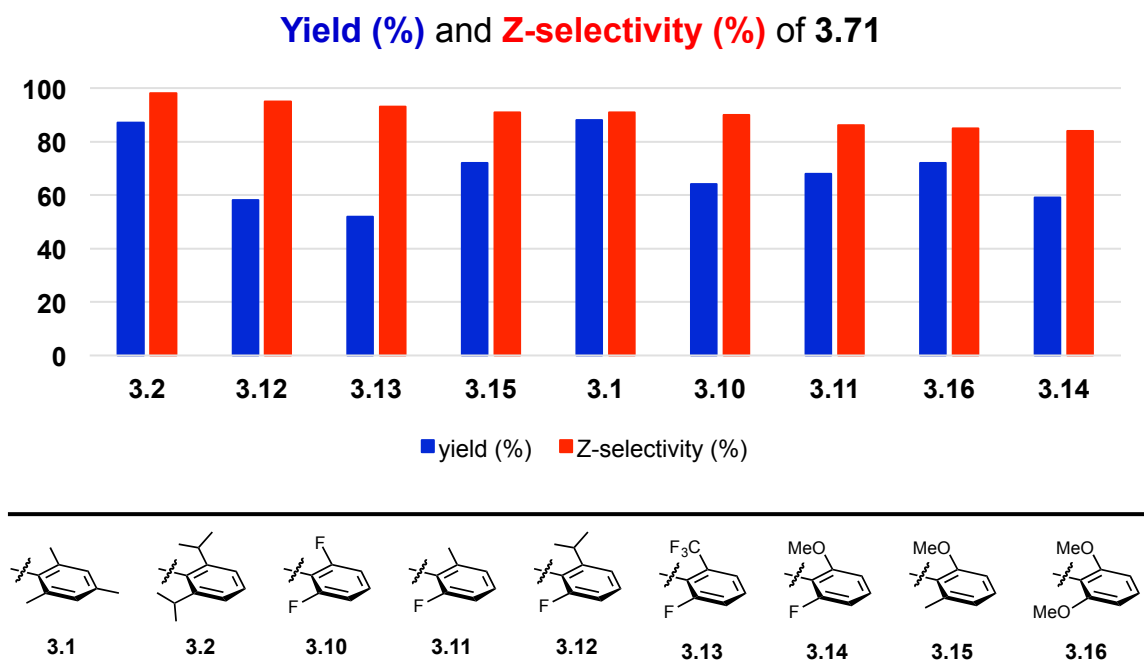 Yield (%) and Z-selectivity (%) of 3.71
100
80
60
40
20
0
3.2 3.12 3.13 3.15 3.1 3.10 3.11 3.16 3.14
yield (%) Z-selectivity (%)
F F3C MeO MeO MeO
F F F F F MeO
3.1 3.2 3.10 3.11 3.12 3.13 3.14 3.15 3.16